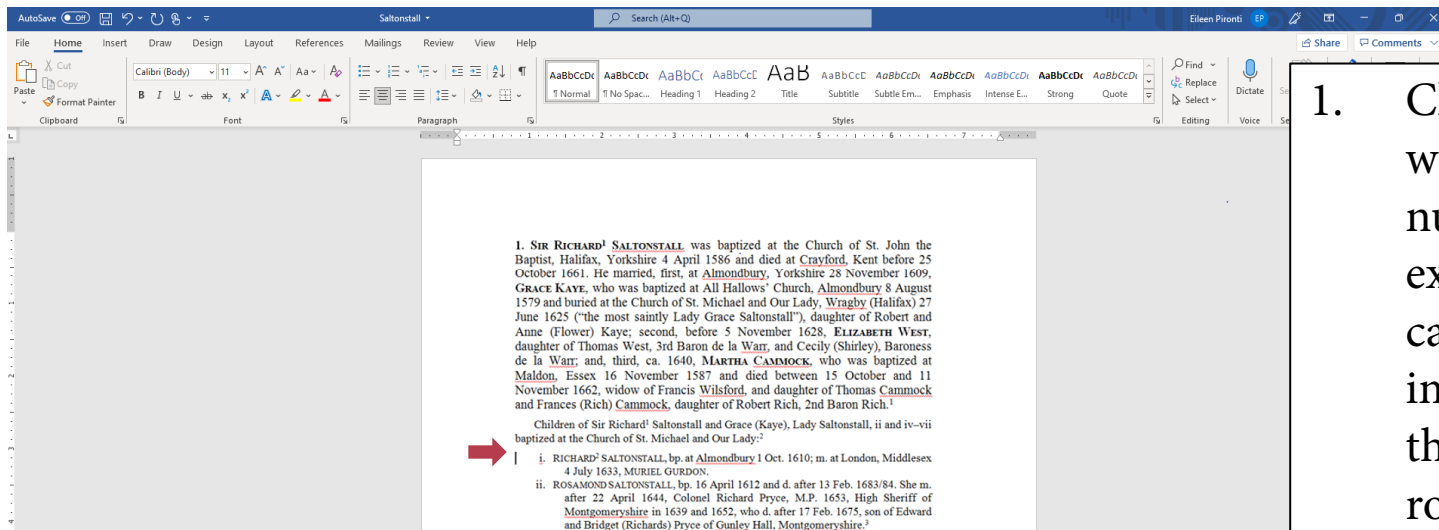 AutoSave Off Saltonstall Search (Alt+Q) Eileen Pironti EP
File Home Insert Draw Design Layout References Mailings Review View Help Share Comments
Paste Cut Copy Format Painter
Calibri (Body) 11
B I U ab
AaBbCcDc AaBbCcDc AaBbCc AaBbCcE AaB AaBbCcE AaBbCcDc AaBbCcDc AaBbCcDc AaBbCcDc AaBbCcDc
¶ Normal ¶ No Spac... Heading 1 Heading 2 Title Subtitle Subtle Em... Emphasis Intense E... Strong Quote
Find
Replace
Select
Dictate
Clipboard Font Paragraph Styles Editing Voice
1. SIR RICHARD¹ SALTONSTALL was baptized at the Church of St. John the
Baptist, Halifax, Yorkshire 4 April 1586 and died at Crayford, Kent before 25
October 1661. He married, first, at Almondbury, Yorkshire 28 November 1609,
GRACE KAYE, who was baptized at All Hallows' Church, Almondbury 8 August
1579 and buried at the Church of St. Michael and Our Lady, Wragby (Halifax) 27
June 1625 (“the most saintly Lady Grace Saltonstall”), daughter of Robert and
Anne (Flower) Kaye; second, before 5 November 1628, ELIZABETH WEST,
daughter of Thomas West, 3rd Baron de la Warr, and Cecily (Shirley), Baroness
de la Warr; and, third, ca. 1640, MARTHA CAMMOCK, who was baptized at
Maldon, Essex 16 November 1587 and died between 15 October and 11
November 1662, widow of Francis Wilsford, and daughter of Thomas Cammock
and Frances (Rich) Cammock, daughter of Robert Rich, 2nd Baron Rich.¹
Children of Sir Richard¹ Saltonstall and Grace (Kaye), Lady Saltonstall, ii and iv–vii
baptized at the Church of St. Michael and Our Lady:²
i. RICHARD² SALTONSTALL, bp. at Almondbury 1 Oct. 1610; m. at London, Middlesex
4 July 1633, MURIEL GURDON.
ii. ROSAMOND SALTONSTALL, bp. 16 April 1612 and d. after 13 Feb. 1683/84. She m.
after 22 April 1644, Colonel Richard Pryce, M.P. 1653, High Sheriff of
Montgomeryshire in 1639 and 1652, who d. after 17 Feb. 1675, son of Edward
and Bridget (Richards) Pryce of Gunley Hall, Montgomeryshire.³
1.